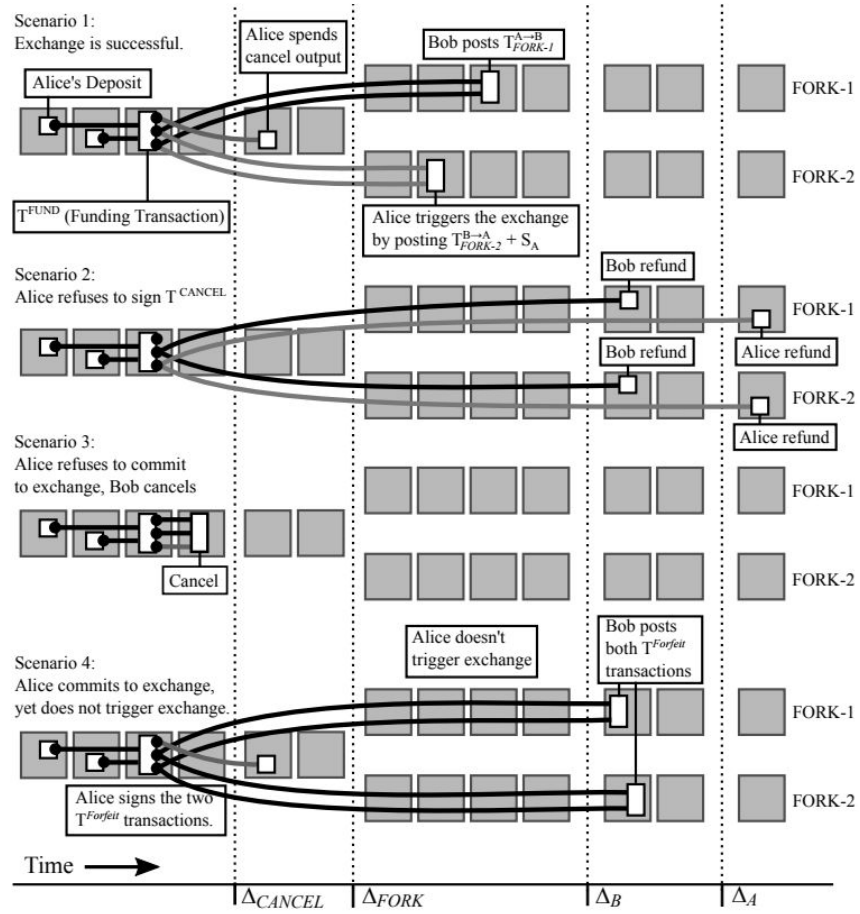 Scenario 1:
Exchange is successful.
Alice's Deposit
Alice spends
cancel output
Bob posts T^{A→B}_{FORK-1}
FORK-1
FORK-2
T^{FUND} (Funding Transaction)
Alice triggers the exchange
by posting T^{B→A}_{FORK-2} + S_A
Scenario 2:
Alice refuses to sign T^{CANCEL}
Bob refund
FORK-1
Bob refund
Alice refund
FORK-2
Alice refund
Scenario 3:
Alice refuses to commit
to exchange, Bob cancels
FORK-1
Cancel
FORK-2
Scenario 4:
Alice commits to exchange,
yet does not trigger exchange.
Alice doesn't
trigger exchange
Bob posts
both T^{Forfeit}
transactions
FORK-1
Alice signs the two
T^{Forfeit} transactions.
FORK-2
Time
Δ_{CANCEL}
Δ_{FORK}
Δ_B
Δ_A